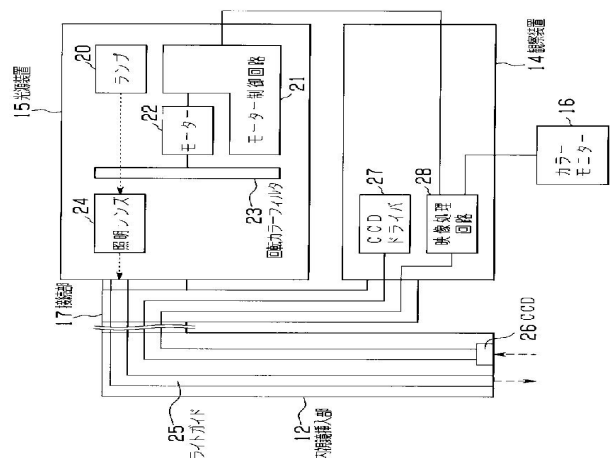 15 光源装置
20
ランプ
22
モーター
モーター制御回路
21
24
照明レンズ
23
回転カラーフィルタ
14 観察装置
27
CCD
ドライバ
28
映像処理
回路
16
カラー
モニター
17 接続部
26 CCD
25
ライトガイド
12
内視鏡挿入部